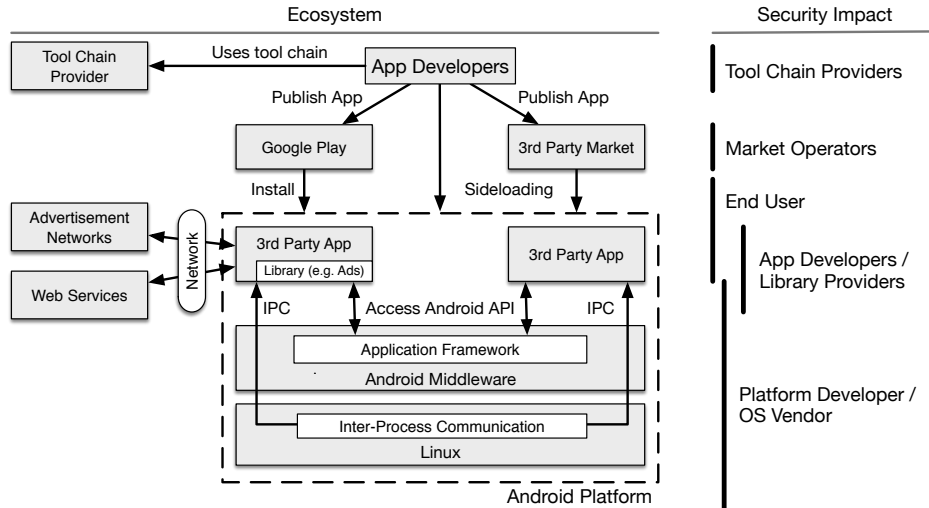 Ecosystem
Security Impact
Tool Chain
Provider
Uses tool chain
App Developers
Tool Chain Providers
Publish App
Publish App
Google Play
3rd Party Market
Market Operators
Install
Sideloading
End User
Advertisement
Networks
Network
3rd Party App
Library (e.g. Ads)
3rd Party App
App Developers /
Library Providers
Web Services
IPC
Access Android API
IPC
Application Framework
Android Middleware
Platform Developer /
OS Vendor
Inter-Process Communication
Linux
Android Platform